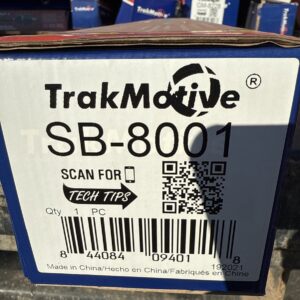 TrakMotive®
SB-8001
SCAN FOR
TECH TIPS
Qty 1 PC
8 44084 09401 8
192021
Made in China/Hecho en China/Fabriqués en Chine